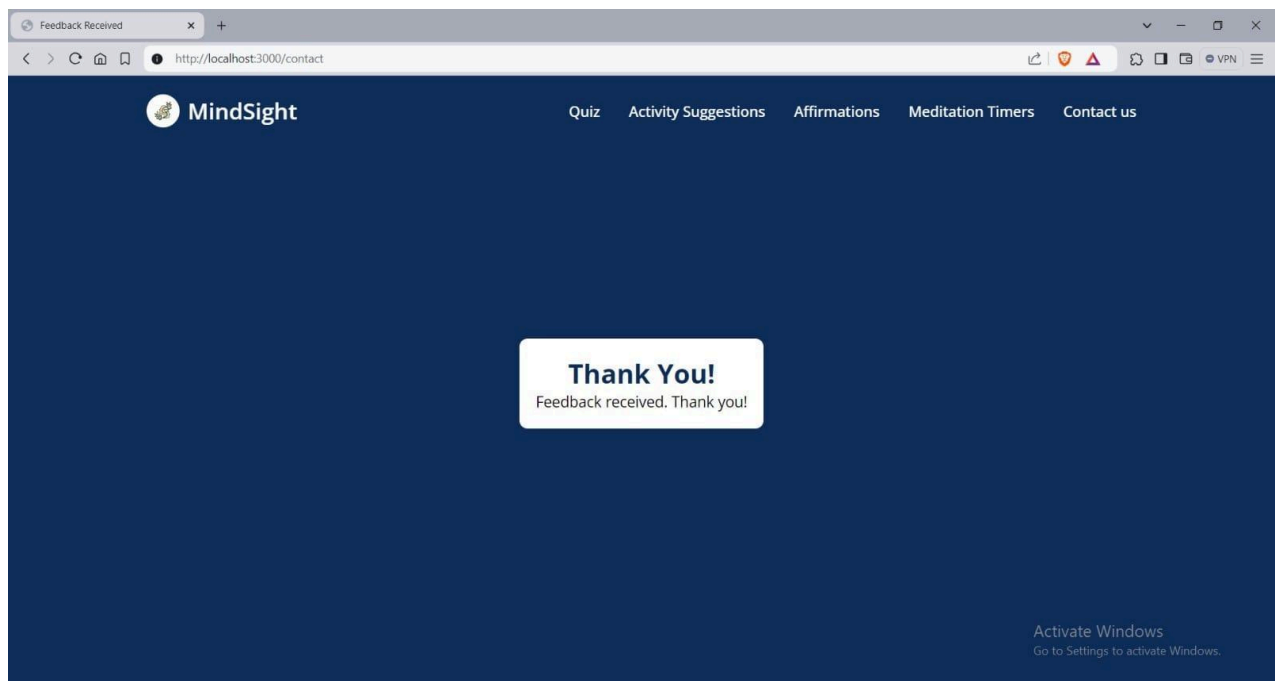 Feedback Received
http://localhost:3000/contact
VPN
MindSight
Quiz Activity Suggestions Affirmations Meditation Timers Contact us
Thank You!
Feedback received. Thank you!
Activate Windows
Go to Settings to activate Windows.